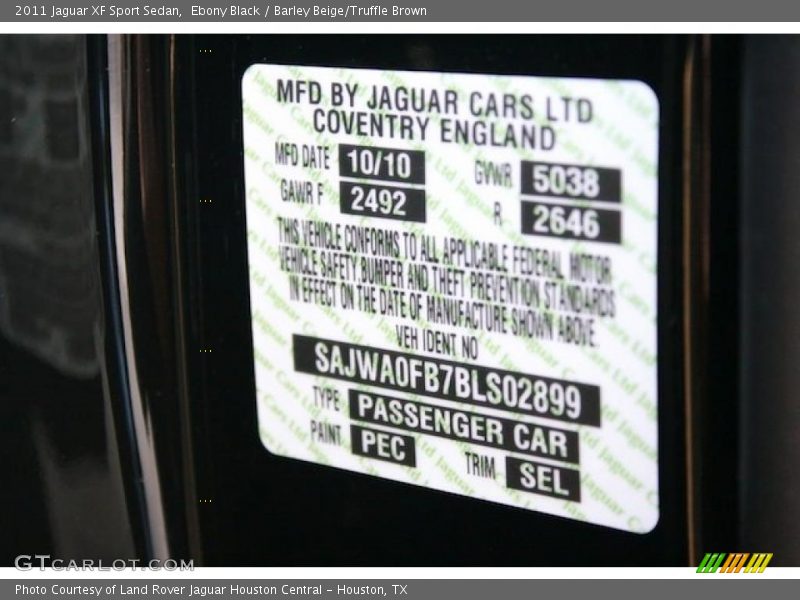 2011 Jaguar XF Sport Sedan, Ebony Black / Barley Beige/Truffle Brown
MFD BY JAGUAR CARS LTD
COVENTRY ENGLAND
MFD DATE 10/10 GVWR 5038
GAWR F 2492 R 2646
THIS VEHICLE CONFORMS TO ALL APPLICABLE FEDERAL MOTOR
VEHICLE SAFETY BUMPER AND THEFT PREVENTION STANDARDS
IN EFFECT ON THE DATE OF MANUFACTURE SHOWN ABOVE.
VEH IDENT NO
SAJWA0FB7BLS02899
TYPE PASSENGER CAR
PAINT PEC TRIM SEL
GTCARLOT.COM
Photo Courtesy of Land Rover Jaguar Houston Central - Houston, TX